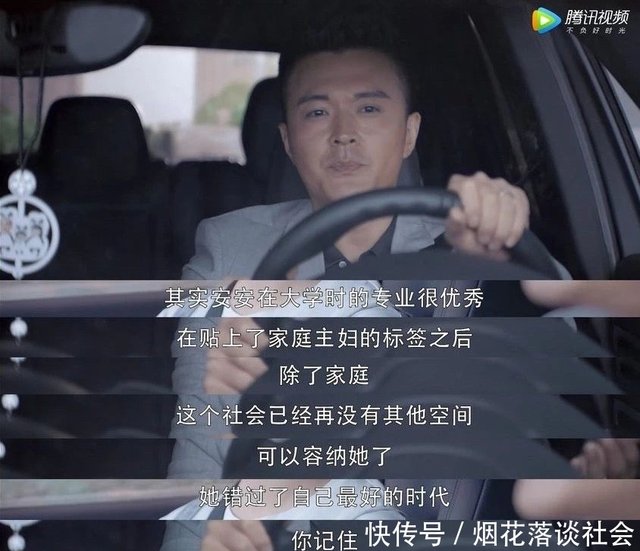 腾讯视频
不负好时光
其实安安在大学时的专业很优秀
在贴上了家庭主妇的标签之后
除了家庭
这个社会已经再没有其他空间
可以容纳她了
她错过了自己最好的时代
你记住
快传号/烟花落谈社会